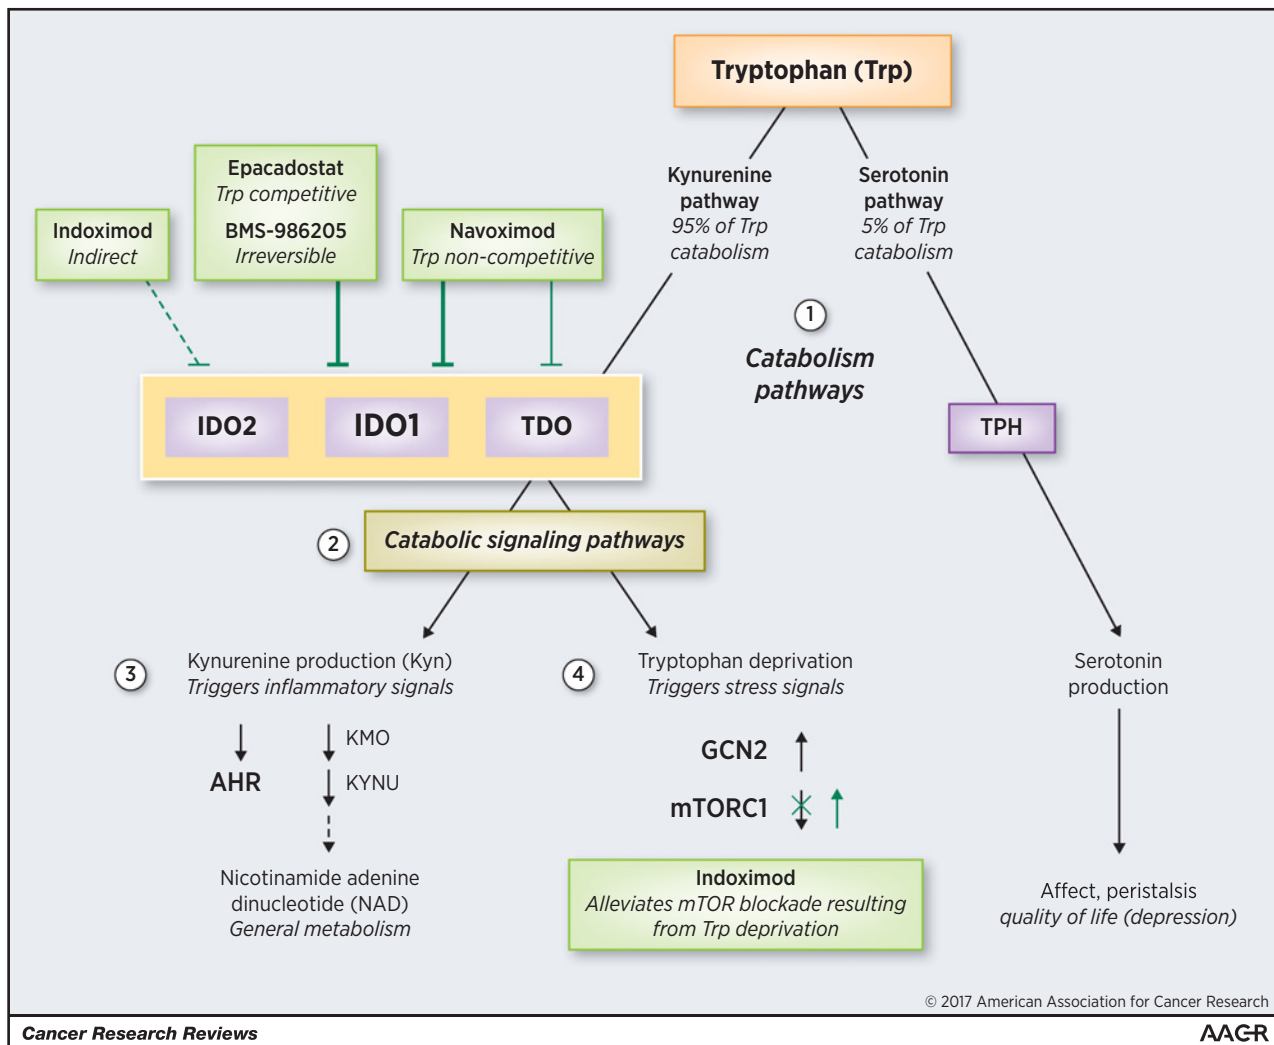 Tryptophan (Trp)
Kynurenine
pathway
95% of Trp
catabolism
Serotonin
pathway
5% of Trp
catabolism
Indoximod
Indirect
Epacadostat
Trp competitive
BMS-986205
Irreversible
Navoximod
Trp non-competitive
1
Catabolism
pathways
IDO2
IDO1
TDO
TPH
2
Catabolic signaling pathways
3
Kynurenine production (Kyn)
Triggers inflammatory signals
AHR
KMO
KYNU
Nicotinamide adenine
dinucleotide (NAD)
General metabolism
4
Tryptophan deprivation
Triggers stress signals
GCN2
mTORC1
Indoximod
Alleviates mTOR blockade resulting
from Trp deprivation
Serotonin
production
Affect, peristalsis
quality of life (depression)
© 2017 American Association for Cancer Research
Cancer Research Reviews
AACR